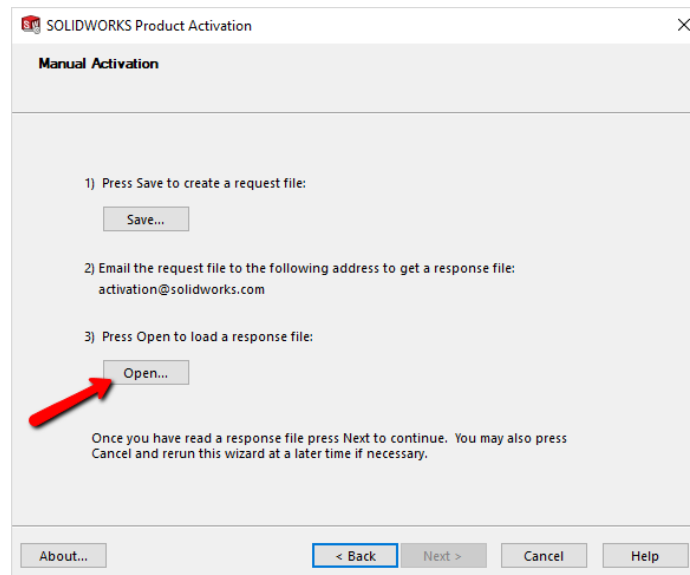 SOLIDWORKS Product Activation
Manual Activation
1) Press Save to create a request file:
Save...
2) Email the request file to the following address to get a response file:
activation@solidworks.com
3) Press Open to load a response file:
Open...
Once you have read a response file press Next to continue. You may also press
Cancel and rerun this wizard at a later time if necessary.
About... < Back Next > Cancel Help